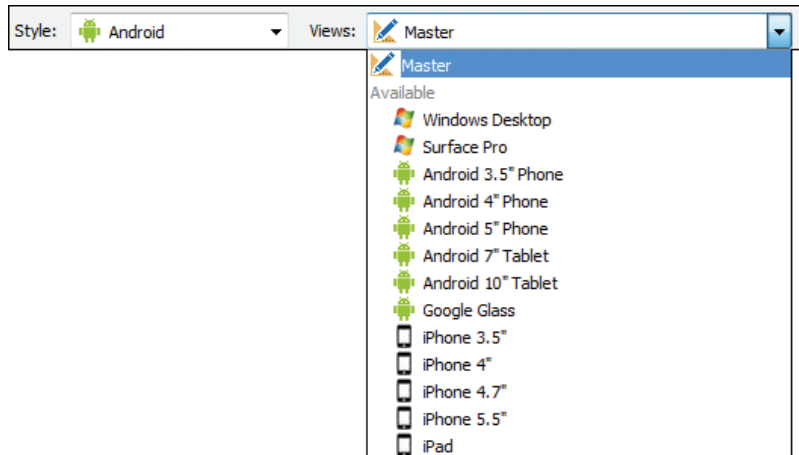 Style: Android Views: Master
Master
Available
Windows Desktop
Surface Pro
Android 3.5" Phone
Android 4" Phone
Android 5" Phone
Android 7" Tablet
Android 10" Tablet
Google Glass
iPhone 3.5"
iPhone 4"
iPhone 4.7"
iPhone 5.5"
iPad